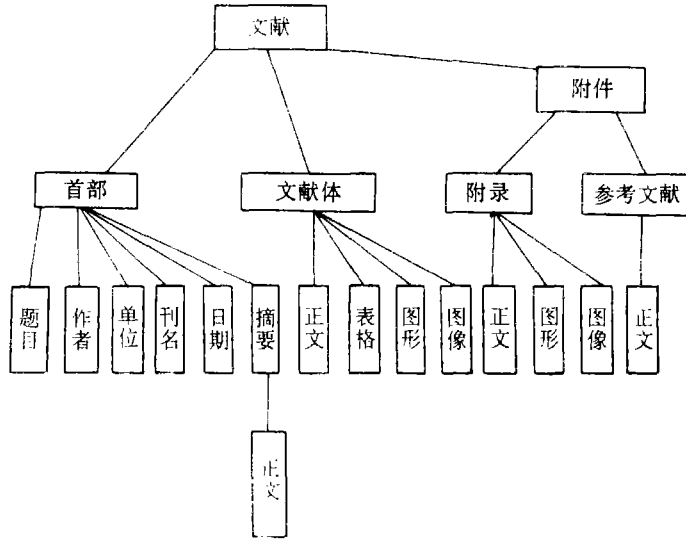 文献
附件
首部
文献体
附录
参考文献
题目
作者
单位
刊名
日期
摘要
正文
表格
图形
图像
正文
图形
图像
正文
正文